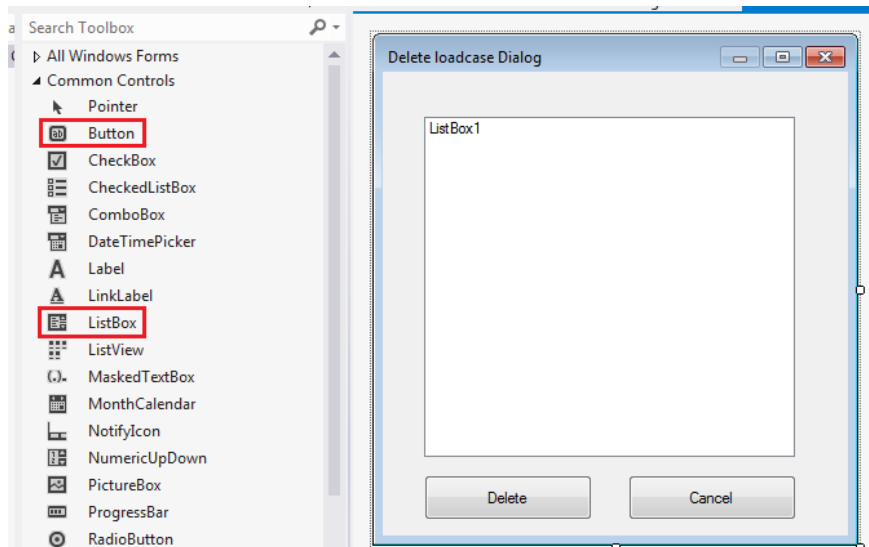 Search Toolbox
All Windows Forms
Common Controls
Pointer
Button
CheckBox
CheckedListBox
ComboBox
DateTimePicker
Label
LinkLabel
ListBox
ListView
MaskedTextBox
MonthCalendar
NotifyIcon
NumericUpDown
PictureBox
ProgressBar
RadioButton
Delete loadcase Dialog
ListBox1
Delete Cancel